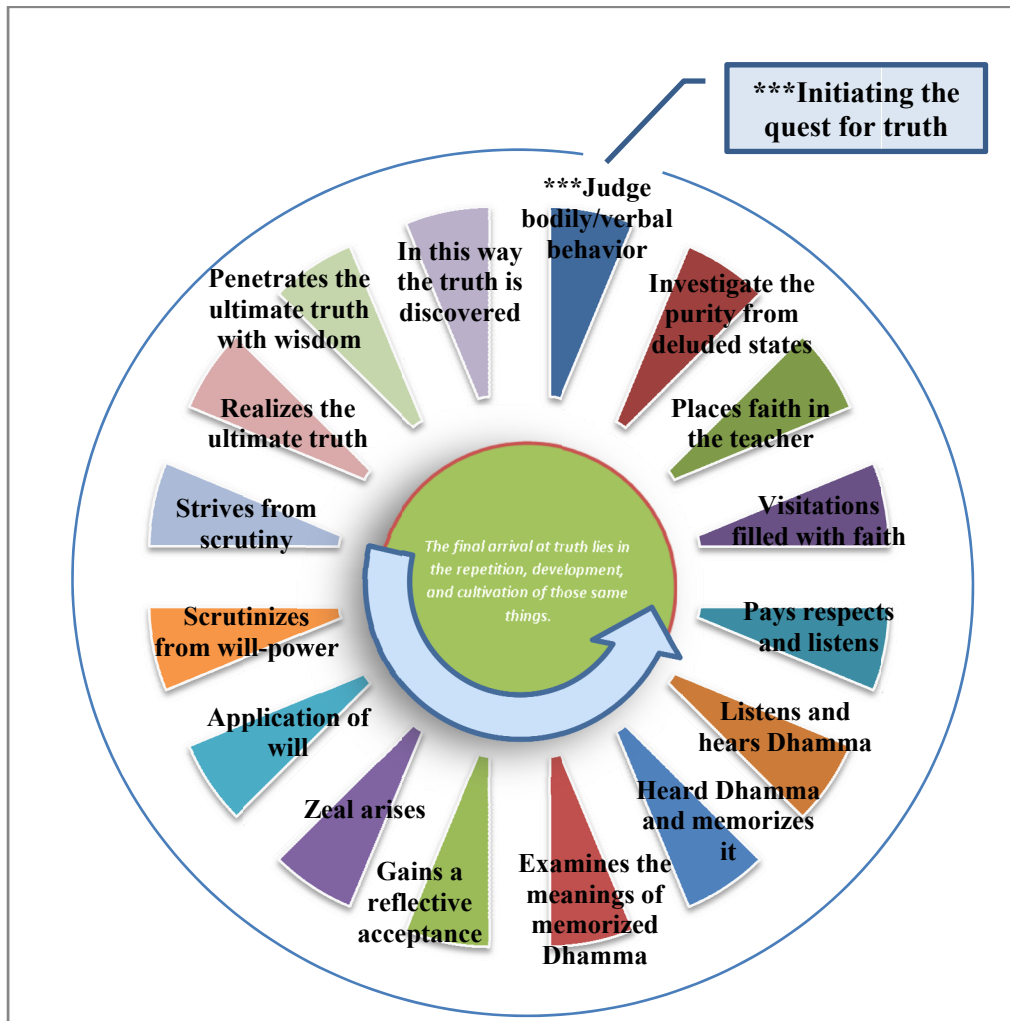 ***Initiating the
quest for truth
***Judge
bodily/verbal
behavior
Investigate the
purity from
deluded states
Places faith in
the teacher
Visitations
filled with faith
Pays respects
and listens
Listens and
hears Dhamma
Heard Dhamma
and memorizes
it
Examines the
meanings of
memorized
Dhamma
Gains a
reflective
acceptance
Zeal arises
Application of
will
Scrutinizes
from will-power
Strives from
scrutiny
Realizes the
ultimate truth
Penetrates the
ultimate truth
with wisdom
In this way
the truth is
discovered
The final arrival at truth lies in
the repetition, development,
and cultivation of those same
things.